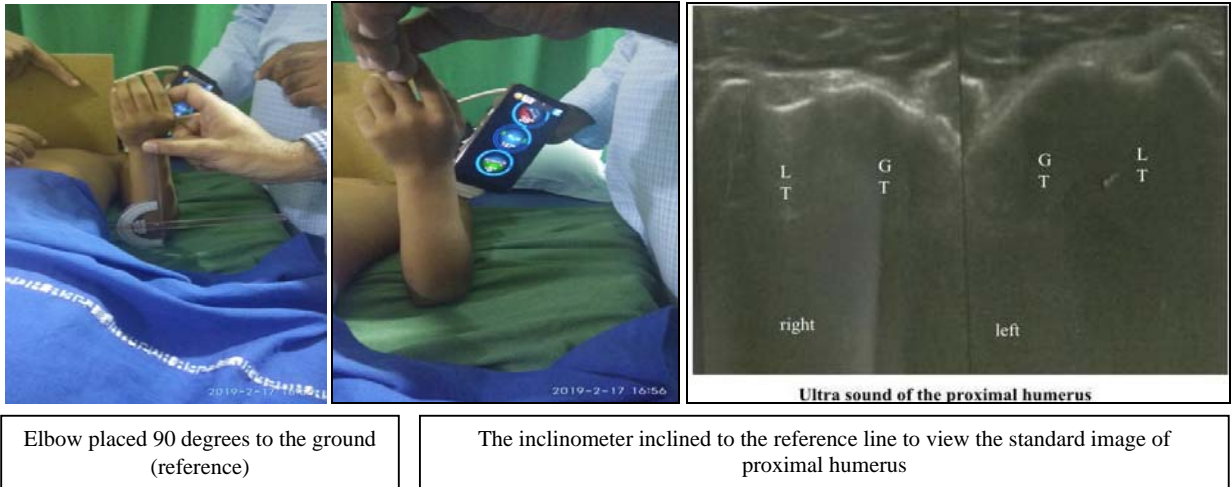 2019-2-17 16:56
L
T
G
T
G
T
L
T
right
left
Ultra sound of the proximal humerus
Elbow placed 90 degrees to the ground
(reference)
The inclinometer inclined to the reference line to view the standard image of
proximal humerus